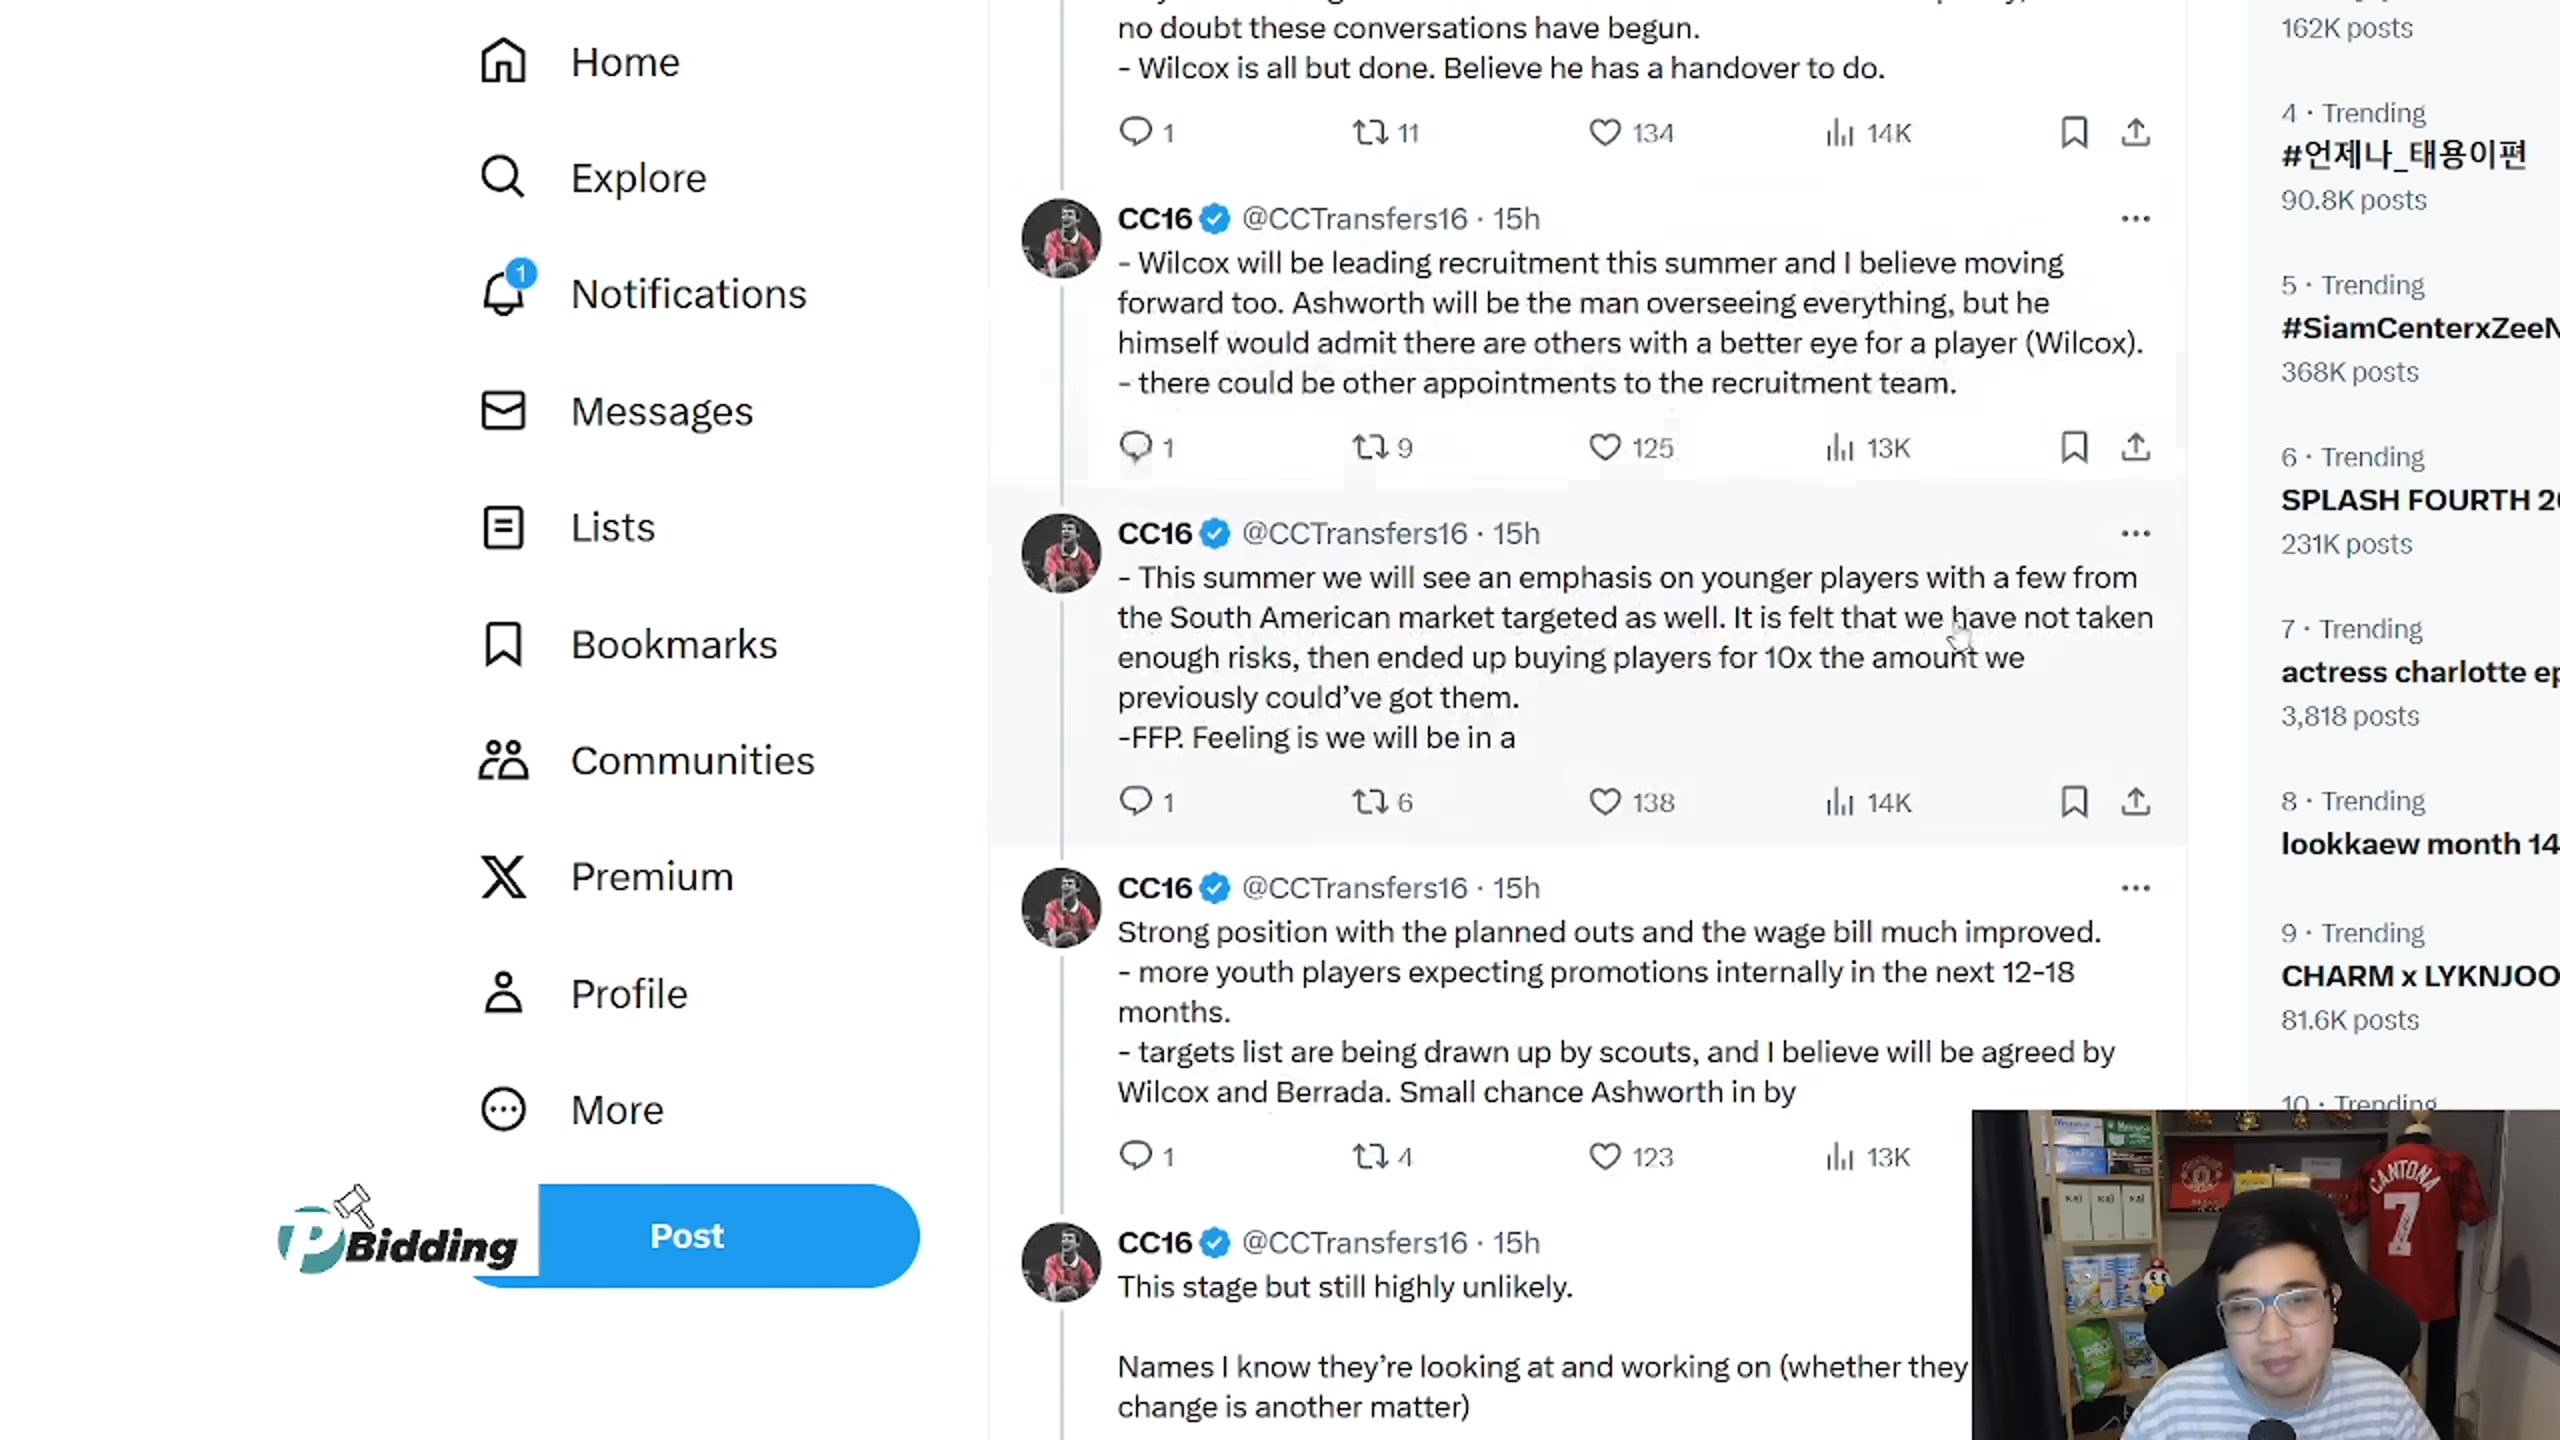 Home
Explore
1
Notifications
Messages
Lists
Bookmarks
Communities
Premium
Profile
More
Post
P Bidding
no doubt these conversations have begun.
- Wilcox is all but done. Believe he has a handover to do.
1 11 134 14K
CC16 @CCTransfers16 · 15h
- Wilcox will be leading recruitment this summer and I believe moving
forward too. Ashworth will be the man overseeing everything, but he
himself would admit there are others with a better eye for a player (Wilcox).
- there could be other appointments to the recruitment team.
1 9 125 13K
CC16 @CCTransfers16 · 15h
- This summer we will see an emphasis on younger players with a few from
the South American market targeted as well. It is felt that we have not taken
enough risks, then ended up buying players for 10x the amount we
previously could've got them.
-FFP. Feeling is we will be in a
1 6 138 14K
CC16 @CCTransfers16 · 15h
Strong position with the planned outs and the wage bill much improved.
- more youth players expecting promotions internally in the next 12-18
months.
- targets list are being drawn up by scouts, and I believe will be agreed by
Wilcox and Berrada. Small chance Ashworth in by
1 4 123 13K
CC16 @CCTransfers16 · 15h
This stage but still highly unlikely.
Names I know they're looking at and working on (whether they
change is another matter)
162K posts
4 · Trending
#언제나_태용이편
90.8K posts
5 · Trending
#SiamCenterxZeeN
368K posts
6 · Trending
SPLASH FOURTH 20
231K posts
7 · Trending
actress charlotte ep
3,818 posts
8 · Trending
lookkaew month 14
9 · Trending
CHARM x LYKNJOO
81.6K posts
10 · Trending
CANTONA
7